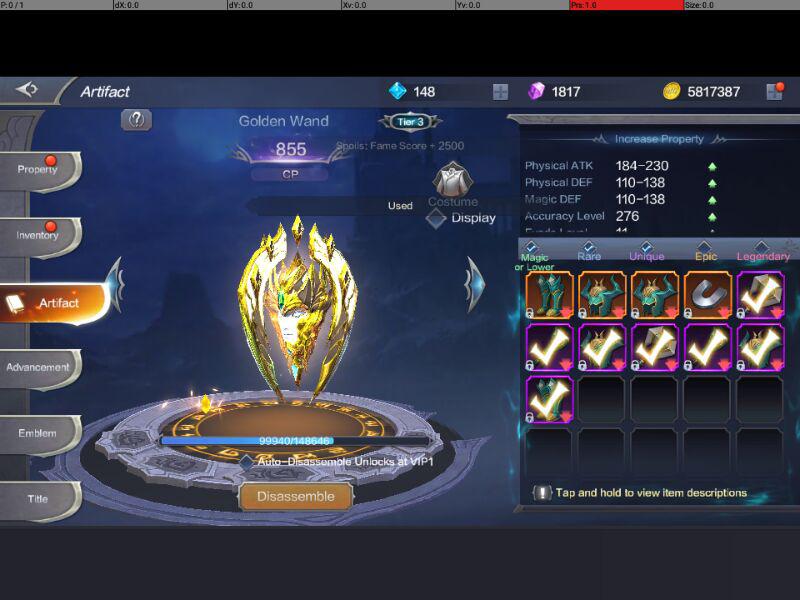 P: 0 / 1 dX: 0.0 dY: 0.0 Xv: 0.0 Yv: 0.0 Prs: 1.0 Size: 0.0
Artifact 148 1817 5817387
Golden Wand Tier 3
855
CP
Spoils: Fame Score + 2500
Used
Costume
Display
Property
Inventory
Artifact
Advancement
Emblem
Title
99940/148646
Auto-Disassemble Unlocks at VIP1
Disassemble
Increase Property
Physical ATK 184-230
Physical DEF 110-138
Magic DEF 110-138
Accuracy Level 276
Magic or Lower Rare Unique Epic Legendary
Tap and hold to view item descriptions